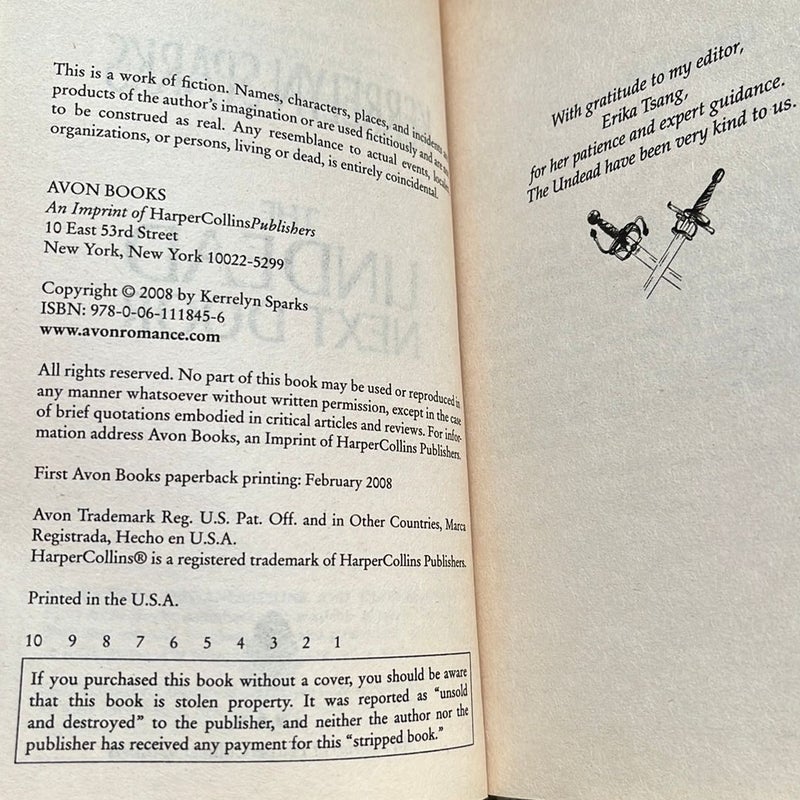 This is a work of fiction. Names, characters, places, and incidents
products of the author's imagination or are used fictitiously and are
to be construed as real. Any resemblance to actual events,
organizations, or persons, living or dead, is entirely coincidental.
AVON BOOKS
An Imprint of HarperCollinsPublishers
10 East 53rd Street
New York, New York 10022-5299
Copyright © 2008 by Kerrelyn Sparks
ISBN: 978-0-06-111845-6
www.avonromance.com
All rights reserved. No part of this book may be used or reproduced in
any manner whatsoever without written permission, except in the case
of brief quotations embodied in critical articles and reviews. For infor-
mation address Avon Books, an Imprint of HarperCollins Publishers.
First Avon Books paperback printing: February 2008
Avon Trademark Reg. U.S. Pat. Off. and in Other Countries, Marca
Registrada, Hecho en U.S.A.
HarperCollins® is a registered trademark of HarperCollins Publishers.
Printed in the U.S.A.
10 9 8 7 6 5 4 3 2 1
If you purchased this book without a cover, you should be aware
that this book is stolen property. It was reported as "unsold
and destroyed" to the publisher, and neither the author nor the
publisher has received any payment for this "stripped book."
With gratitude to my editor,
Erika Tsang,
for her patience and expert guidance.
The Undead have been very kind to us.